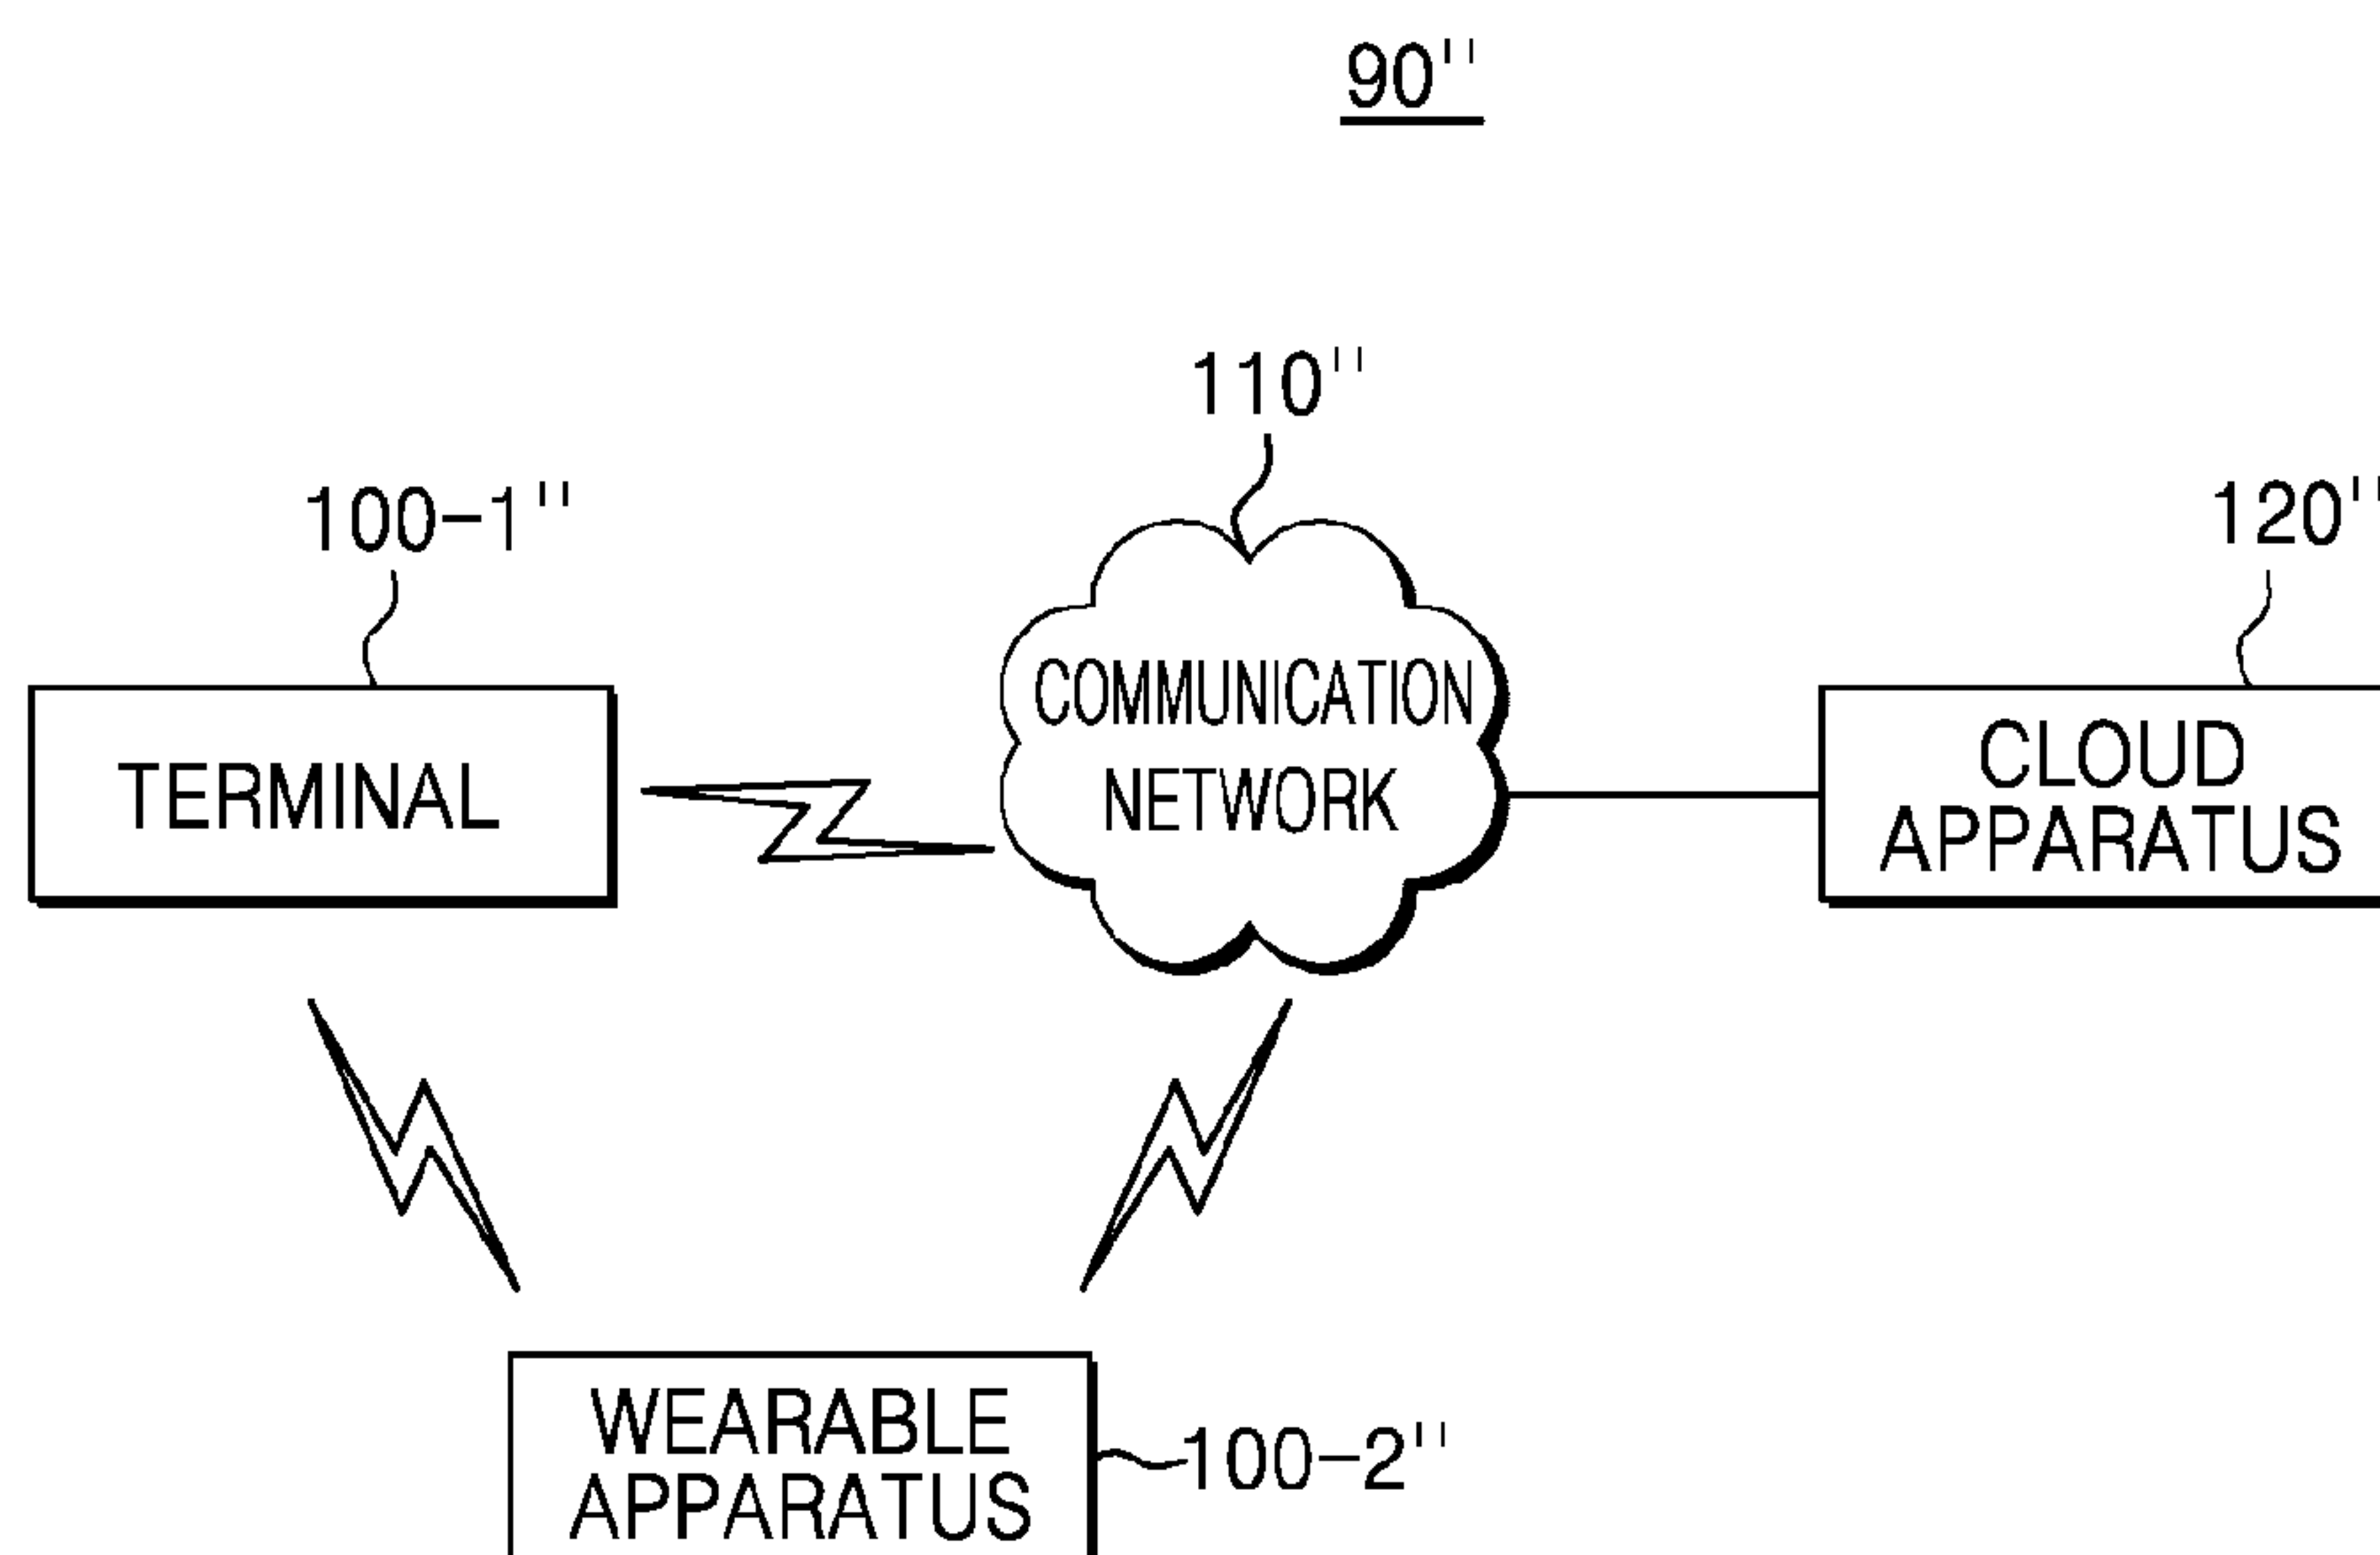 90''
110''
100-1''
120''
COMMUNICATION
NETWORK
TERMINAL
CLOUD
APPARATUS
WEARABLE
APPARATUS
100-2''